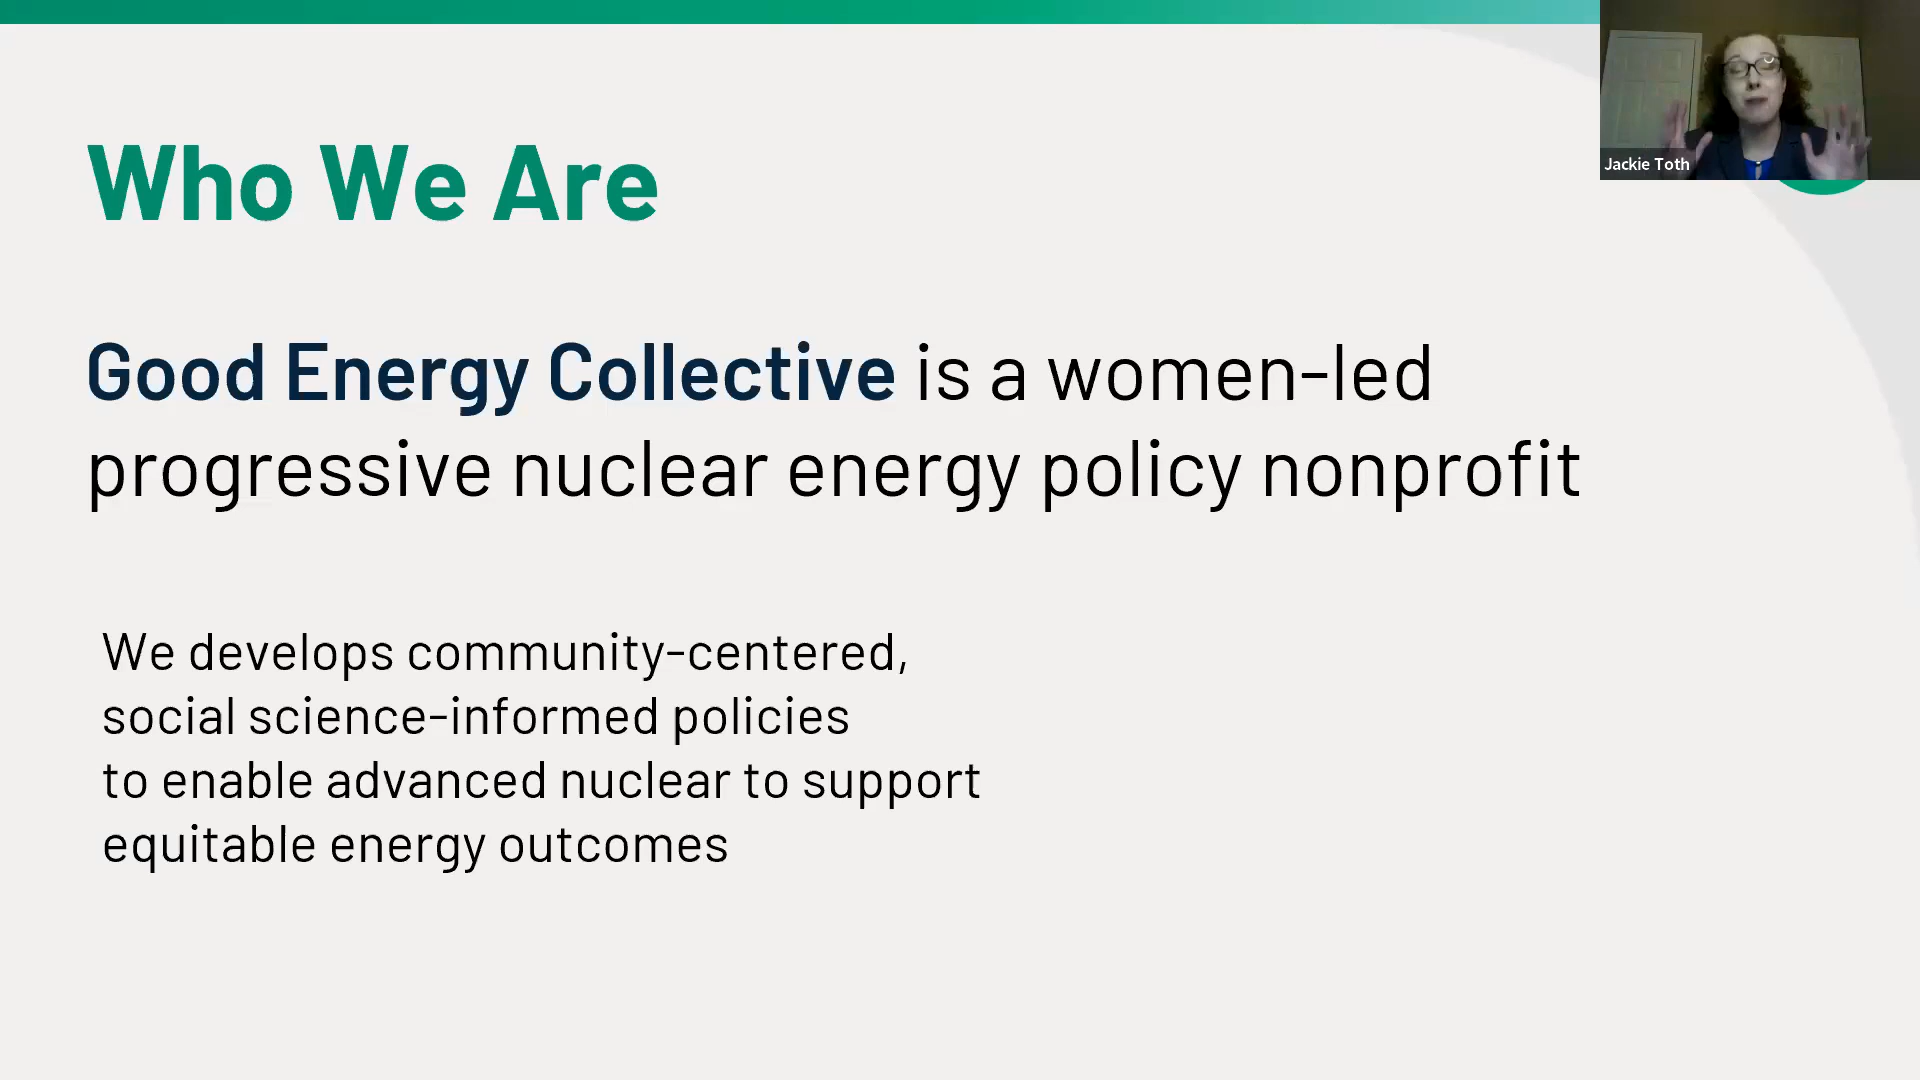 Who We Are
Jackie Toth
Good Energy Collective is a women-led
progressive nuclear energy policy nonprofit
We develops community-centered,
social science-informed policies
to enable advanced nuclear to support
equitable energy outcomes